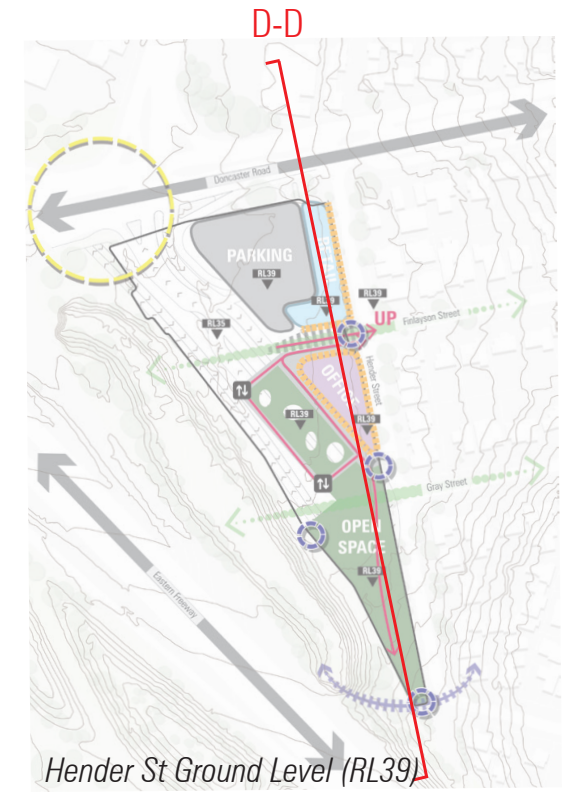 D-D
Doncaster Road
PARKING
RL39
RL39
UP
Finlayson Street
RL35
Hender Street
OFFICE
RL39
RL39
Gray Street
OPEN
SPACE
RL39
Eastern Freeway
Hender St Ground Level (RL39)